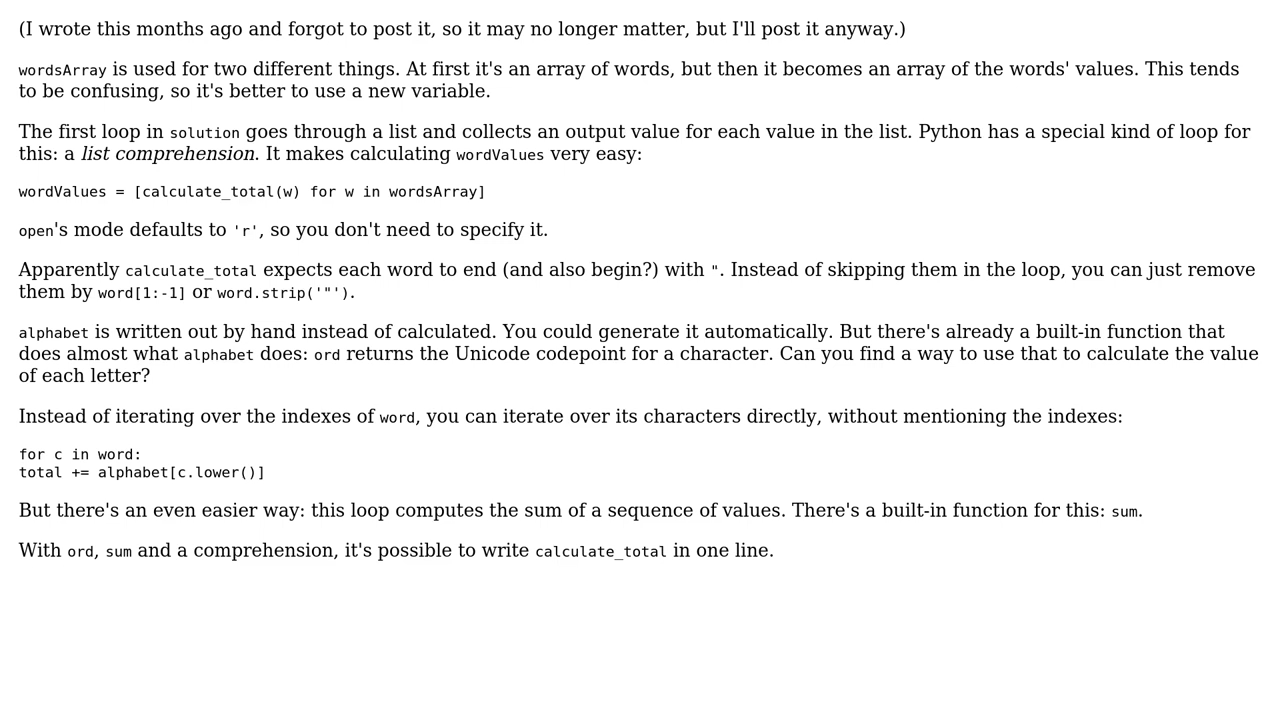 (I wrote this months ago and forgot to post it, so it may no longer matter, but I'll post it anyway.)
wordsArray is used for two different things. At first it's an array of words, but then it becomes an array of the words' values. This tends
to be confusing, so it's better to use a new variable.
The first loop in solution goes through a list and collects an output value for each value in the list. Python has a special kind of loop for
this: a list comprehension. It makes calculating wordValues very easy:
wordValues = [calculate_total(w) for w in wordsArray]
open's mode defaults to 'r', so you don't need to specify it.
Apparently calculate_total expects each word to end (and also begin?) with ". Instead of skipping them in the loop, you can just remove
them by word[1:-1] or word.strip('"').
alphabet is written out by hand instead of calculated. You could generate it automatically. But there's already a built-in function that
does almost what alphabet does: ord returns the Unicode codepoint for a character. Can you find a way to use that to calculate the value
of each letter?
Instead of iterating over the indexes of word, you can iterate over its characters directly, without mentioning the indexes:
for c in word:
total += alphabet[c.lower()]
But there's an even easier way: this loop computes the sum of a sequence of values. There's a built-in function for this: sum.
With ord, sum and a comprehension, it's possible to write calculate_total in one line.